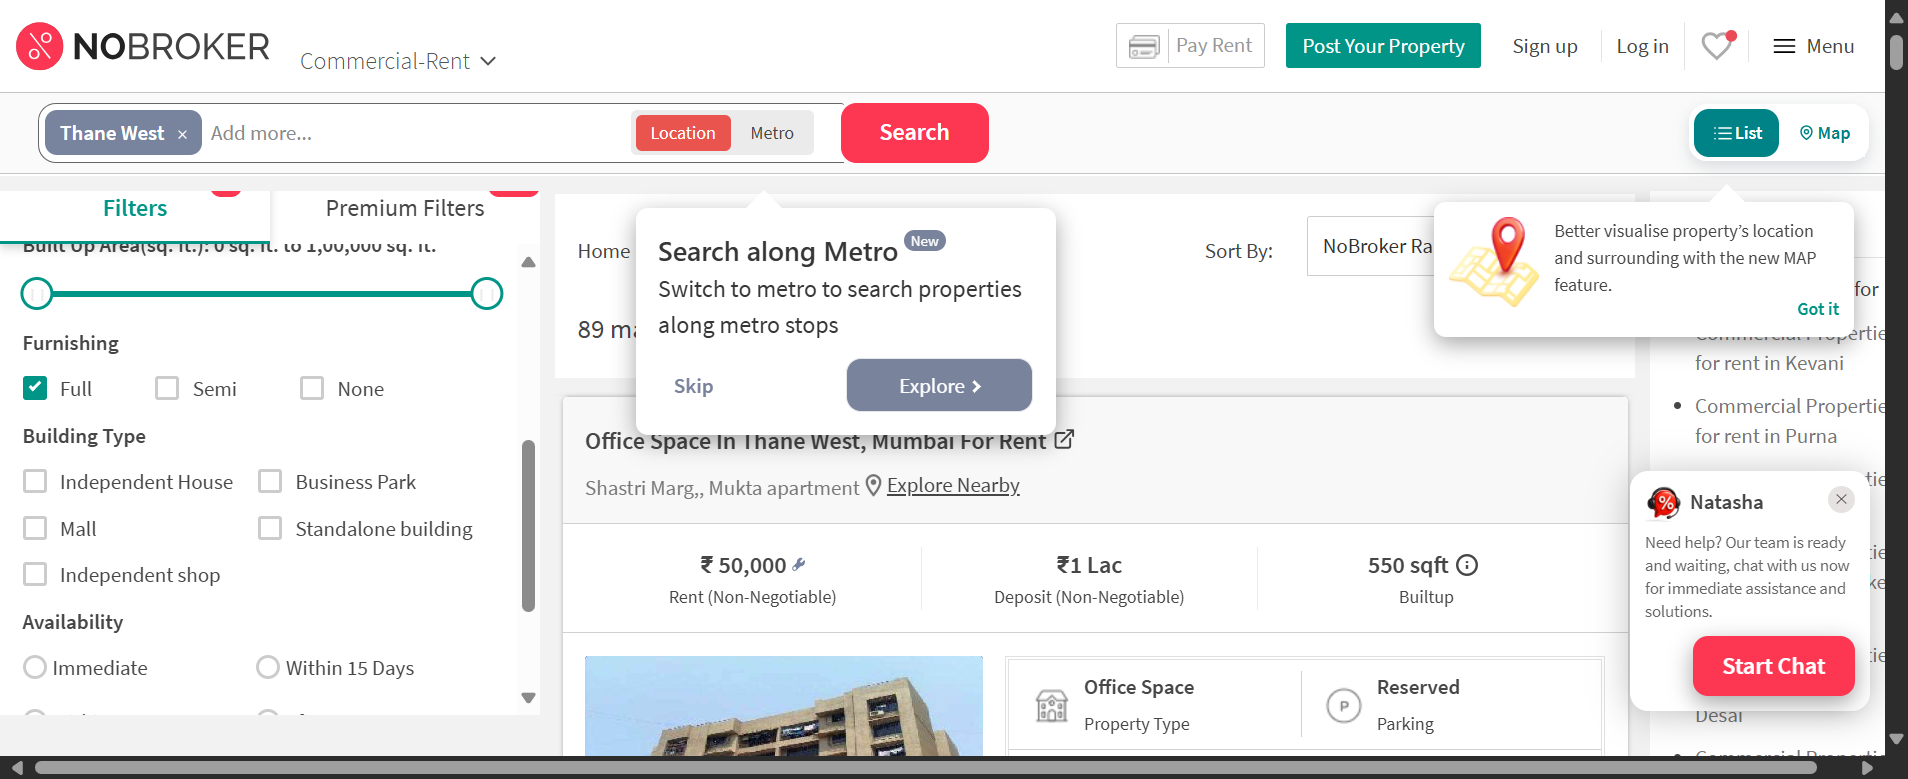 NOBROKER
Commercial-Rent
Pay Rent
Post Your Property
Sign up
Log in
Menu
Thane West ×
Add more...
Location
Metro
Search
List
Map
Filters
Premium Filters
Built Up Area(sq. ft.): 0 sq. ft. to 1,00,000 sq. ft.
Furnishing
Full
Semi
None
Building Type
Independent House
Business Park
Mall
Standalone building
Independent shop
Availability
Immediate
Within 15 Days
Home
Sort By:
NoBroker Ra
89
Search along Metro New
Switch to metro to search properties
along metro stops
Skip
Explore
Better visualise property's location
and surrounding with the new MAP
feature.
Got it
Office Space In Thane West, Mumbai For Rent
Shastri Marg,, Mukta apartment
Explore Nearby
₹ 50,000
Rent (Non-Negotiable)
₹1 Lac
Deposit (Non-Negotiable)
550 sqft
Builtup
Office Space
Property Type
P
Reserved
Parking
for
Commercial Properties
for rent in Kevani
Commercial Propertie
for rent in Purna
Natasha
Need help? Our team is ready
and waiting, chat with us now
for immediate assistance and
solutions.
Start Chat
Desai
Commercial Propertie